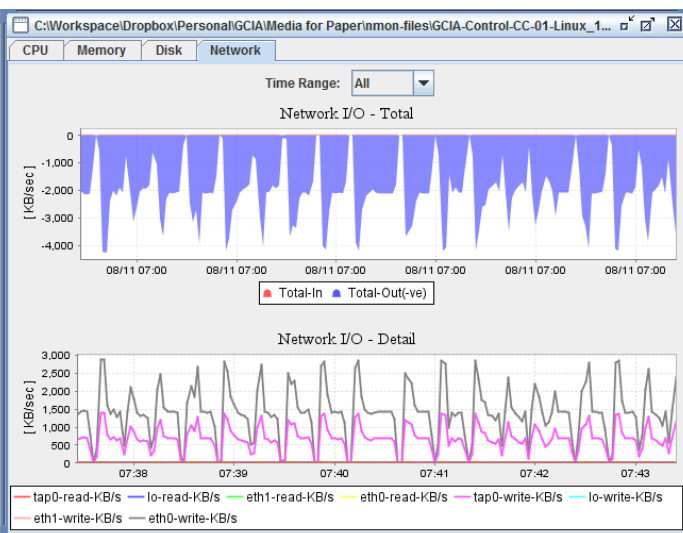 C:\Workspace\Dropbox\Personal\GCIA\Media for Paper\nmon-files\GCIA-Control-CC-01-Linux_1...
CPU Memory Disk Network
Time Range: All
Network I/O - Total
[KB/sec]
0
-1,000
-2,000
-3,000
-4,000
08/11 07:00 08/11 07:00 08/11 07:00 08/11 07:00 08/11 07:00 08/11 07:00
Total-In Total-Out(-ve)
Network I/O - Detail
[KB/sec]
3,000
2,500
2,000
1,500
1,000
500
0
07:38 07:39 07:40 07:41 07:42 07:43
tap0-read-KB/s lo-read-KB/s eth1-read-KB/s eth0-read-KB/s tap0-write-KB/s lo-write-KB/s
eth1-write-KB/s eth0-write-KB/s